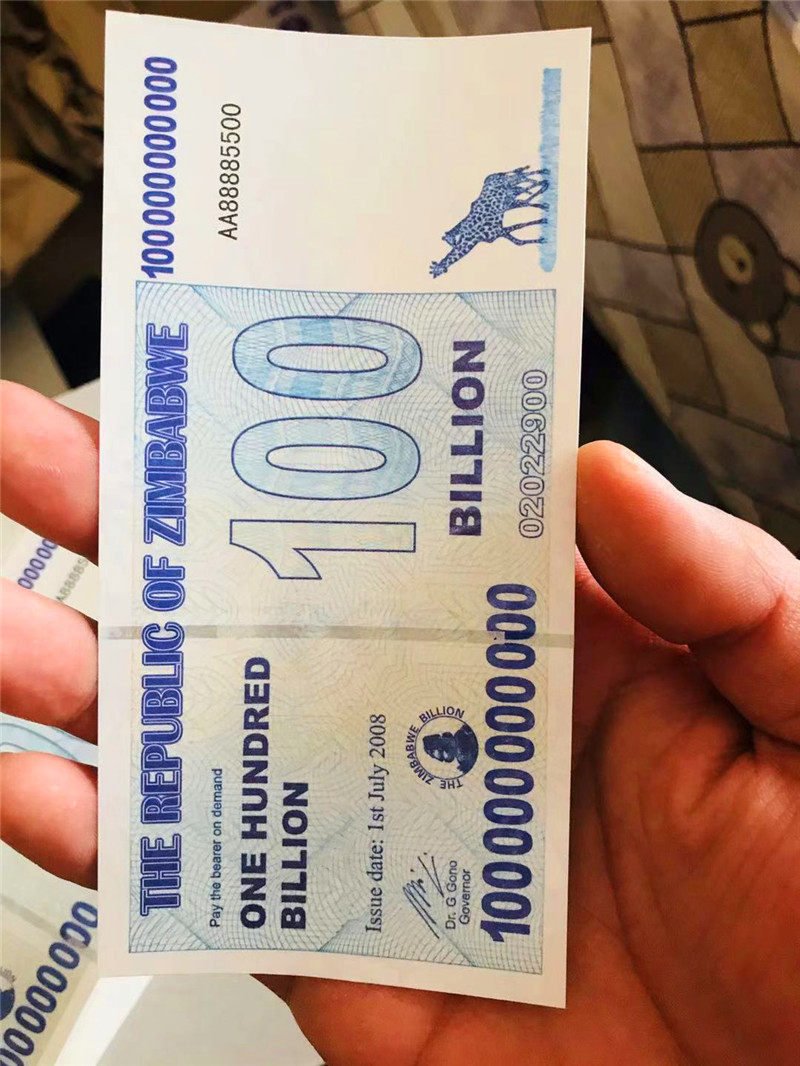 100000000000
AA88885500
THE REPUBLIC OF ZIMBABWE
Pay the bearer on demand
ONE HUNDRED
BILLION
100
BILLION
Issue date: 1st July 2008
THE ZIMBABWE BILLION
02022900
Dr. G. Gono
Governor
100000000000